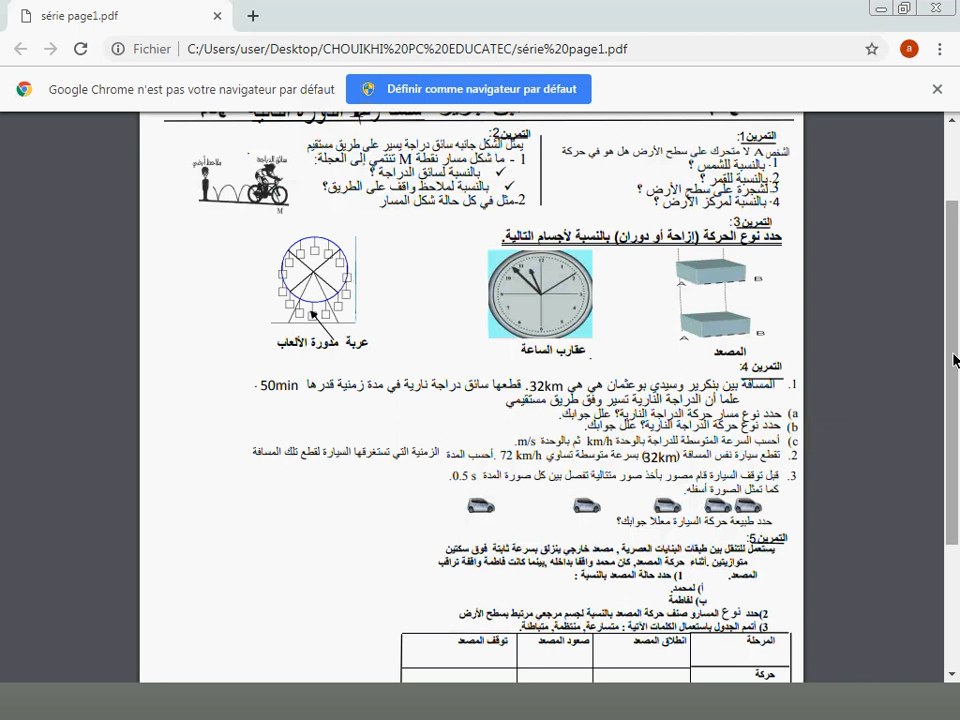 série page1.pdf
Fichier
C:/Users/user/Desktop/CHOUIKHI%20PC%20EDUCATEC/série%20page1.pdf
a
Google Chrome n'est pas votre navigateur par défaut
Définir comme navigateur par défaut
التمرين1:
الشخص A لا متحرك على سطح الأرض هل هو في حركة
1. بالنسبة للشمس ؟
2. بالنسبة للقمر ؟
3. لشجرة على سطح الأرض ؟
4. بالنسبة لمركز الأرض ؟
التمرين2:
يمثل الشكل جانبه سائق دراجة يسير على طريق مستقيم
1 - ما شكل مسار نقطة M تنتمي إلى العجلة:
✓ بالنسبة لسائق الدراجة ؟
✓ بالنسبة لملاحظ واقف على الطريق؟
2-مثل في كل حالة شكل المسار
سائق الدراجة
ملاحظ أرضي
M
التمرين3:
حدد نوع الحركة (إزاحة أو دوران) بالنسبة لأجسام التالية.
A
B
A
B
المصعد
عقارب الساعة
عربة مدورة الألعاب
التمرين 4:
1. المسافة بين بنكرير وسيدي بوعثمان هي هي 32km. قطعها سائق دراجة نارية في مدة زمنية قدرها 50min .
علما أن الدراجة النارية تسير وفق طريق مستقيمي
a) حدد نوع مسار حركة الدراجة النارية؟ علل جوابك.
b) حدد نوع حركة الدراجة النارية؟ علل جوابك.
c) أحسب السرعة المتوسطة للدراجة بالوحدة km/h ثم بالوحدة m/s.
2. تقطع سيارة نفس المسافة (32km) بسرعة متوسطة تساوي 72 km/h .أحسب المدة الزمنية التي تستغرقها السيارة لقطع تلك المسافة
3. قبل توقف السيارة قام مصور بأخذ صور متتالية تفصل بين كل صورة المدة 0.5 s.
كما تمثل الصورة أسفله.
حدد طبيعة حركة السيارة معللا جوابك؟
التمرين5:
يستعمل للتنقل بين طبقات البنايات العصرية , مصعد خارجي ينزلق بسرعة ثابتة فوق سكتين
متوازيتين .أثناء حركة المصعد, كان محمد واقفا بداخله ,بينما كانت فاطمة واقفة تراقب
المصعد. 1) حدد حالة المصعد بالنسبة :
أ) لمحمد.
ب) لفاطمة
2)حدد نوع المسارو صنف حركة المصعد بالنسبة لجسم مرجعي مرتبط بسطح الأرض
3) أتمم الجدول باستعمال الكلمات الآتية : متسارعة, منتظمة, متباطئة.
المرحلة
انطلاق المصعد
صعود المصعد
توقف المصعد
حركة